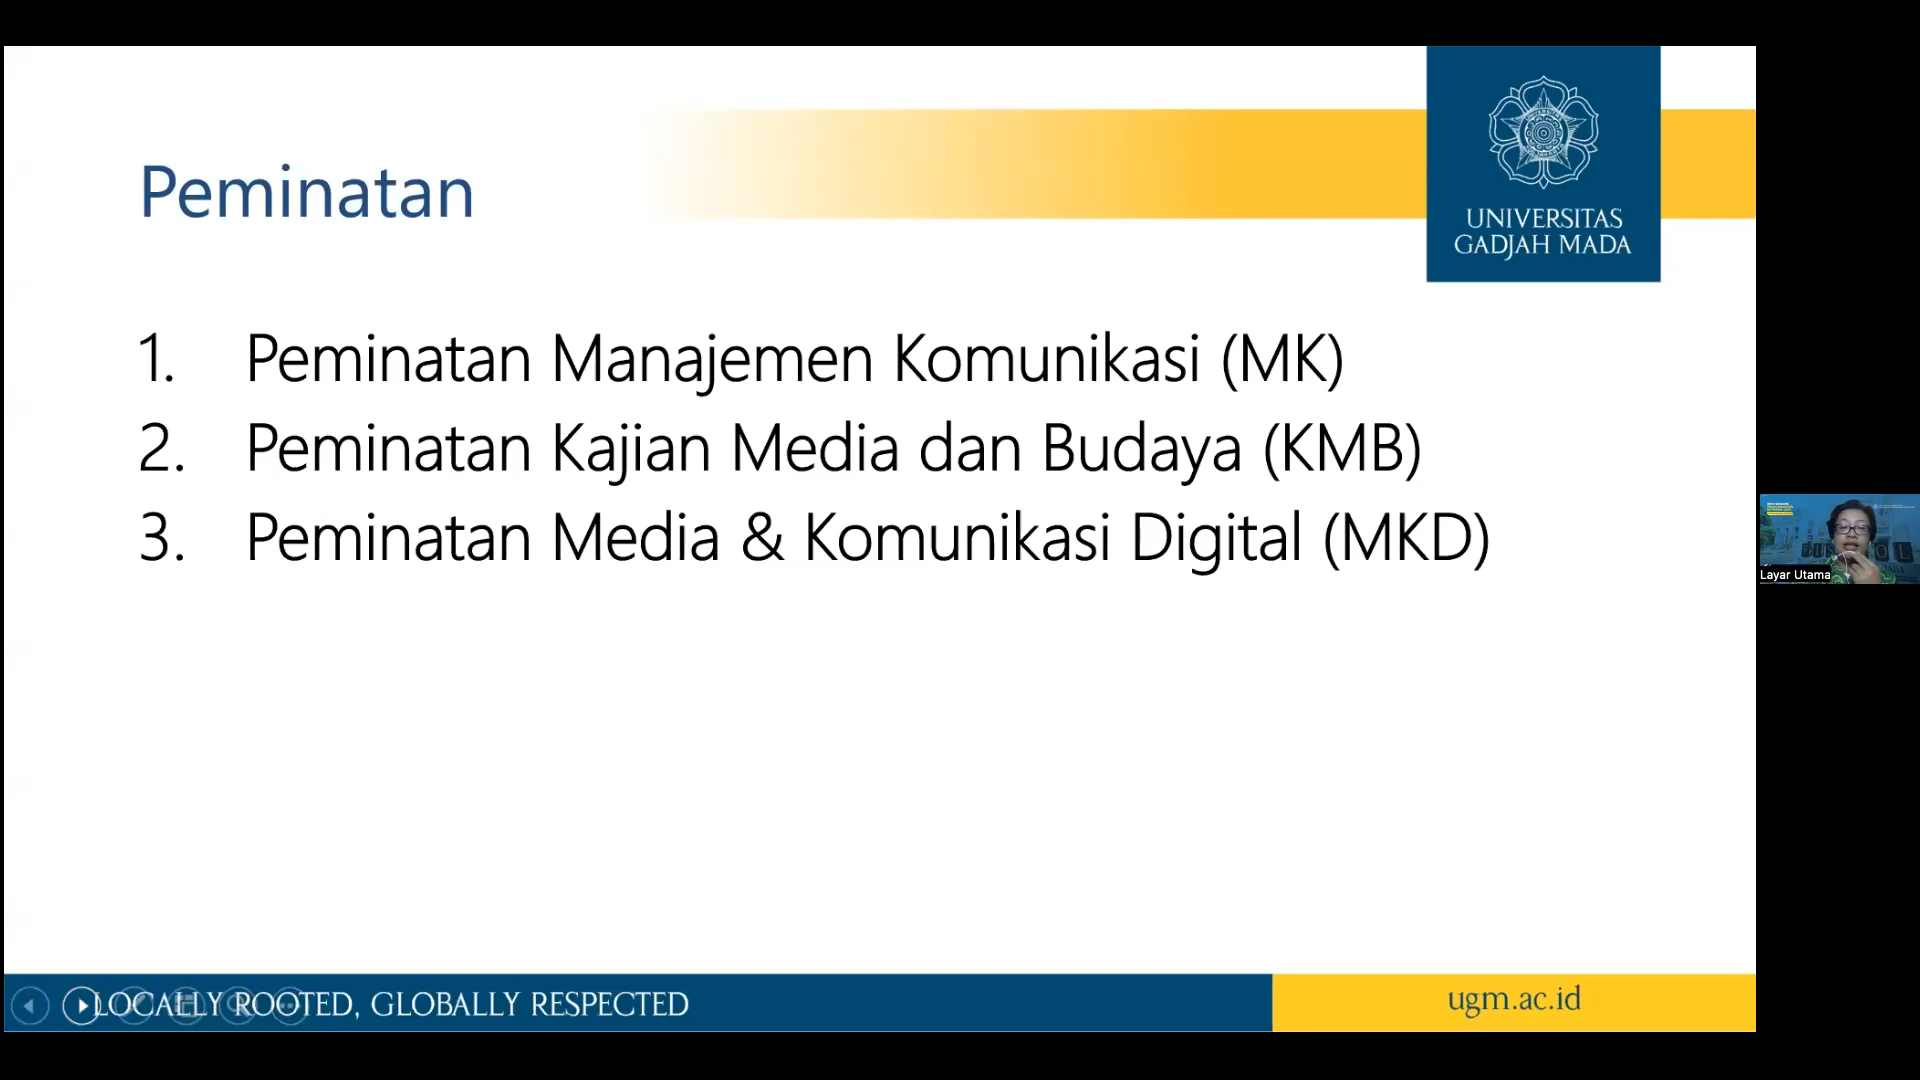 Peminatan
UNIVERSITAS
GADJAH MADA
1. Peminatan Manajemen Komunikasi (MK)
2. Peminatan Kajian Media dan Budaya (KMB)
3. Peminatan Media & Komunikasi Digital (MKD)
Layar Utama
LOCALLY ROOTED, GLOBALLY RESPECTED
ugm.ac.id